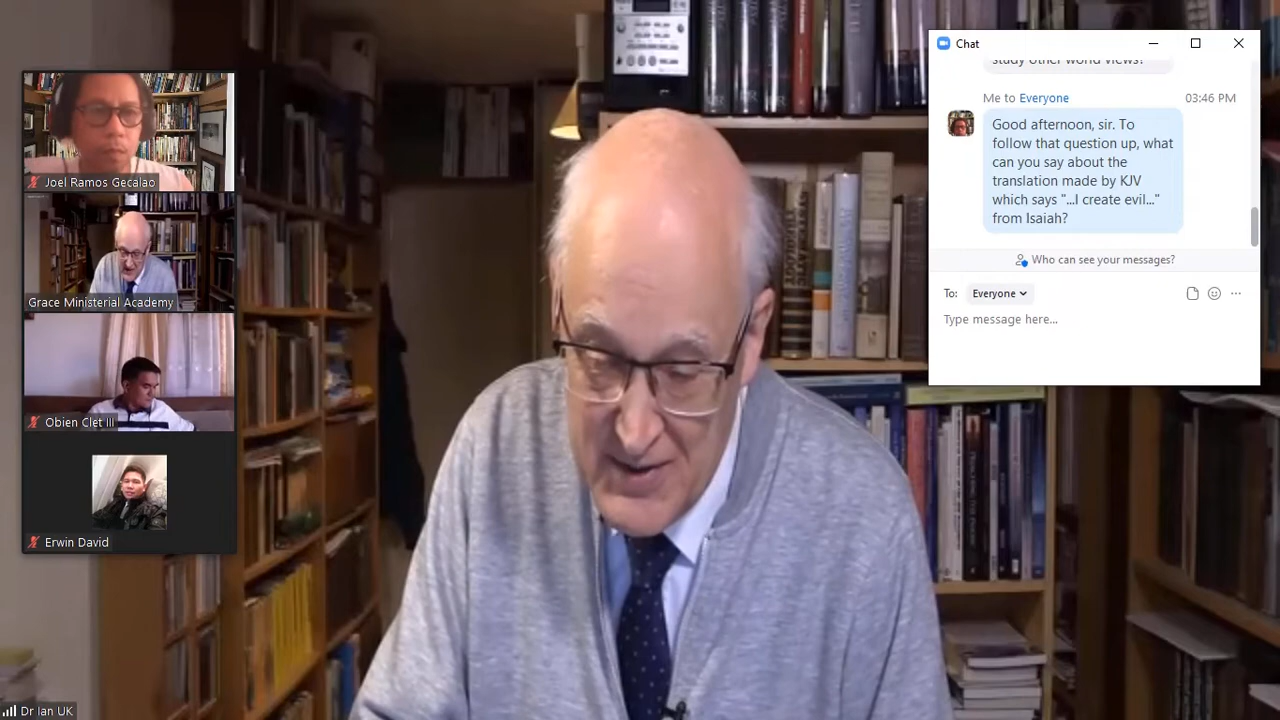 Joel Ramos Gecalao
Grace Ministerial Academy
Obien Clet III
Erwin David
Dr Ian UK
Chat
study other world views?
Me to Everyone
03:46 PM
Good afternoon, sir. To
follow that question up, what
can you say about the
translation made by KJV
which says "...I create evil..."
from Isaiah?
Who can see your messages?
To: Everyone
Type message here...